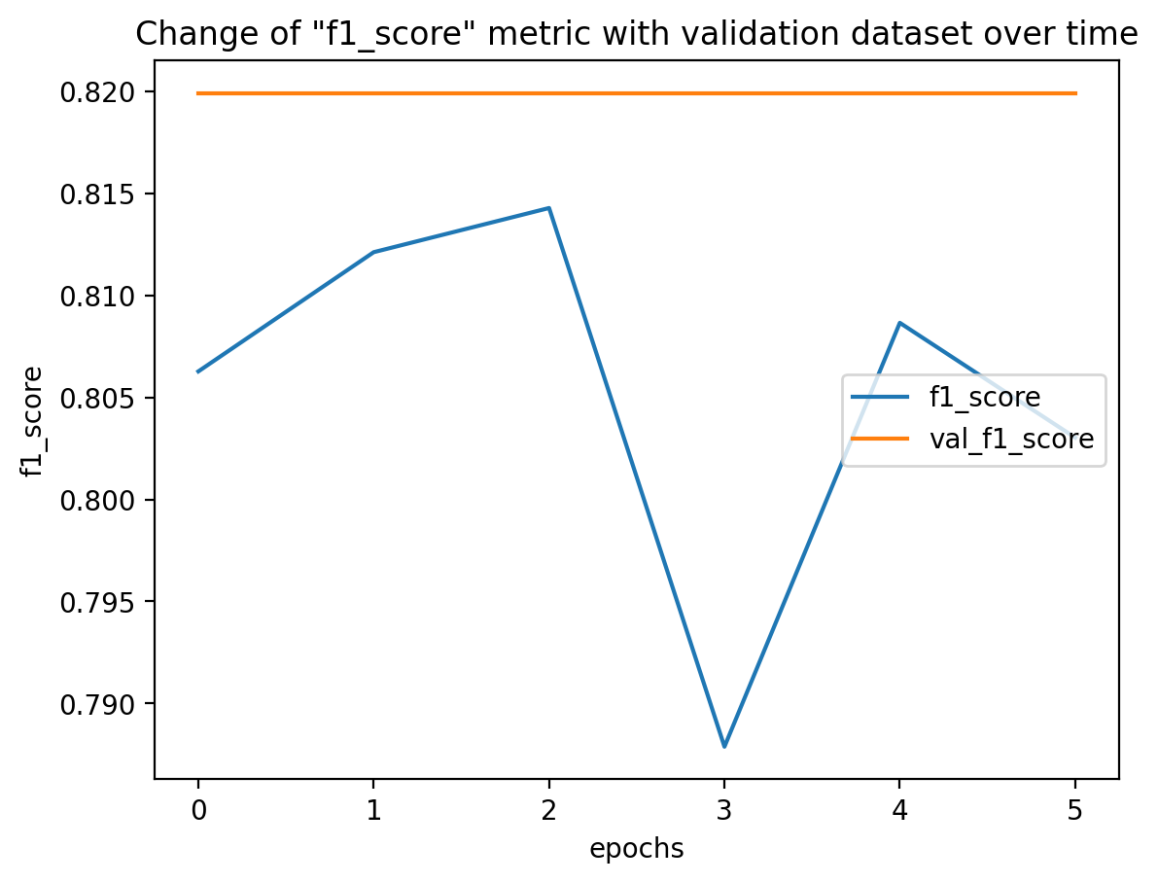 Change of "f1_score" metric with validation dataset over time
0.820
0.815
0.810
0.805
0.800
0.795
0.790
f1_score
f1_score
val_f1_score
0 1 2 3 4 5
epochs